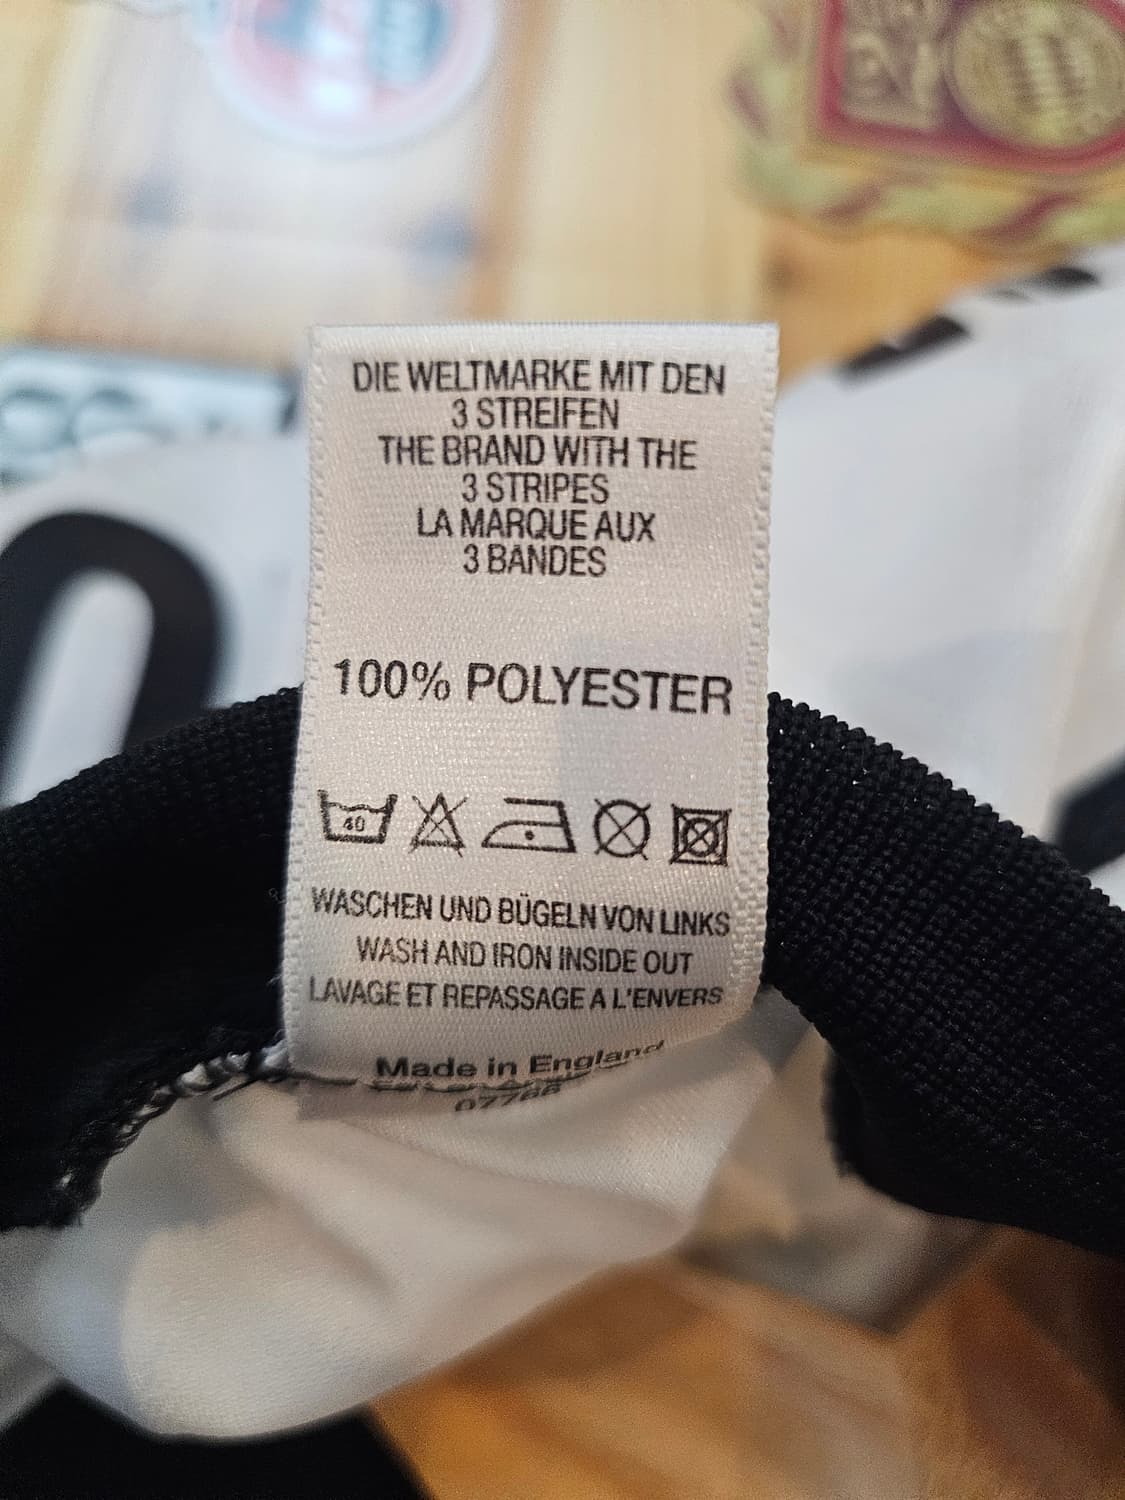 DIE WELTMARKE MIT DEN
3 STREIFEN
THE BRAND WITH THE
3 STRIPES
LA MARQUE AUX
3 BANDES
100% POLYESTER
40
WASCHEN UND BÜGELN VON LINKS
WASH AND IRON INSIDE OUT
LAVAGE ET REPASSAGE A L'ENVERS
Made in England
07766